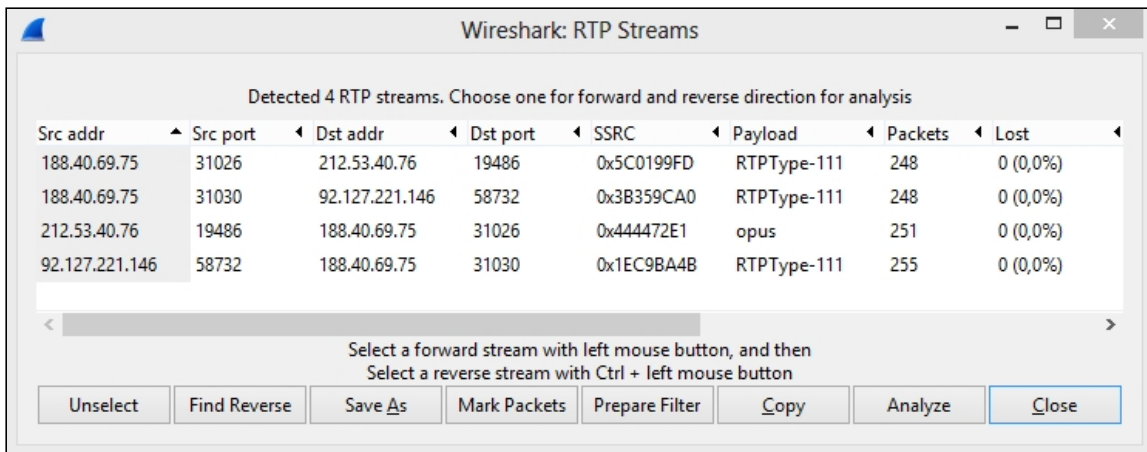 Wireshark: RTP Streams
Detected 4 RTP streams. Choose one for forward and reverse direction for analysis
Src addr Src port Dst addr Dst port SSRC Payload Packets Lost
188.40.69.75 31026 212.53.40.76 19486 0x5C0199FD RTPType-111 248 0 (0,0%)
188.40.69.75 31030 92.127.221.146 58732 0x3B359CA0 RTPType-111 248 0 (0,0%)
212.53.40.76 19486 188.40.69.75 31026 0x444472E1 opus 251 0 (0,0%)
92.127.221.146 58732 188.40.69.75 31030 0x1EC9BA4B RTPType-111 255 0 (0,0%)
Select a forward stream with left mouse button, and then
Select a reverse stream with Ctrl + left mouse button
Unselect Find Reverse Save As Mark Packets Prepare Filter Copy Analyze Close